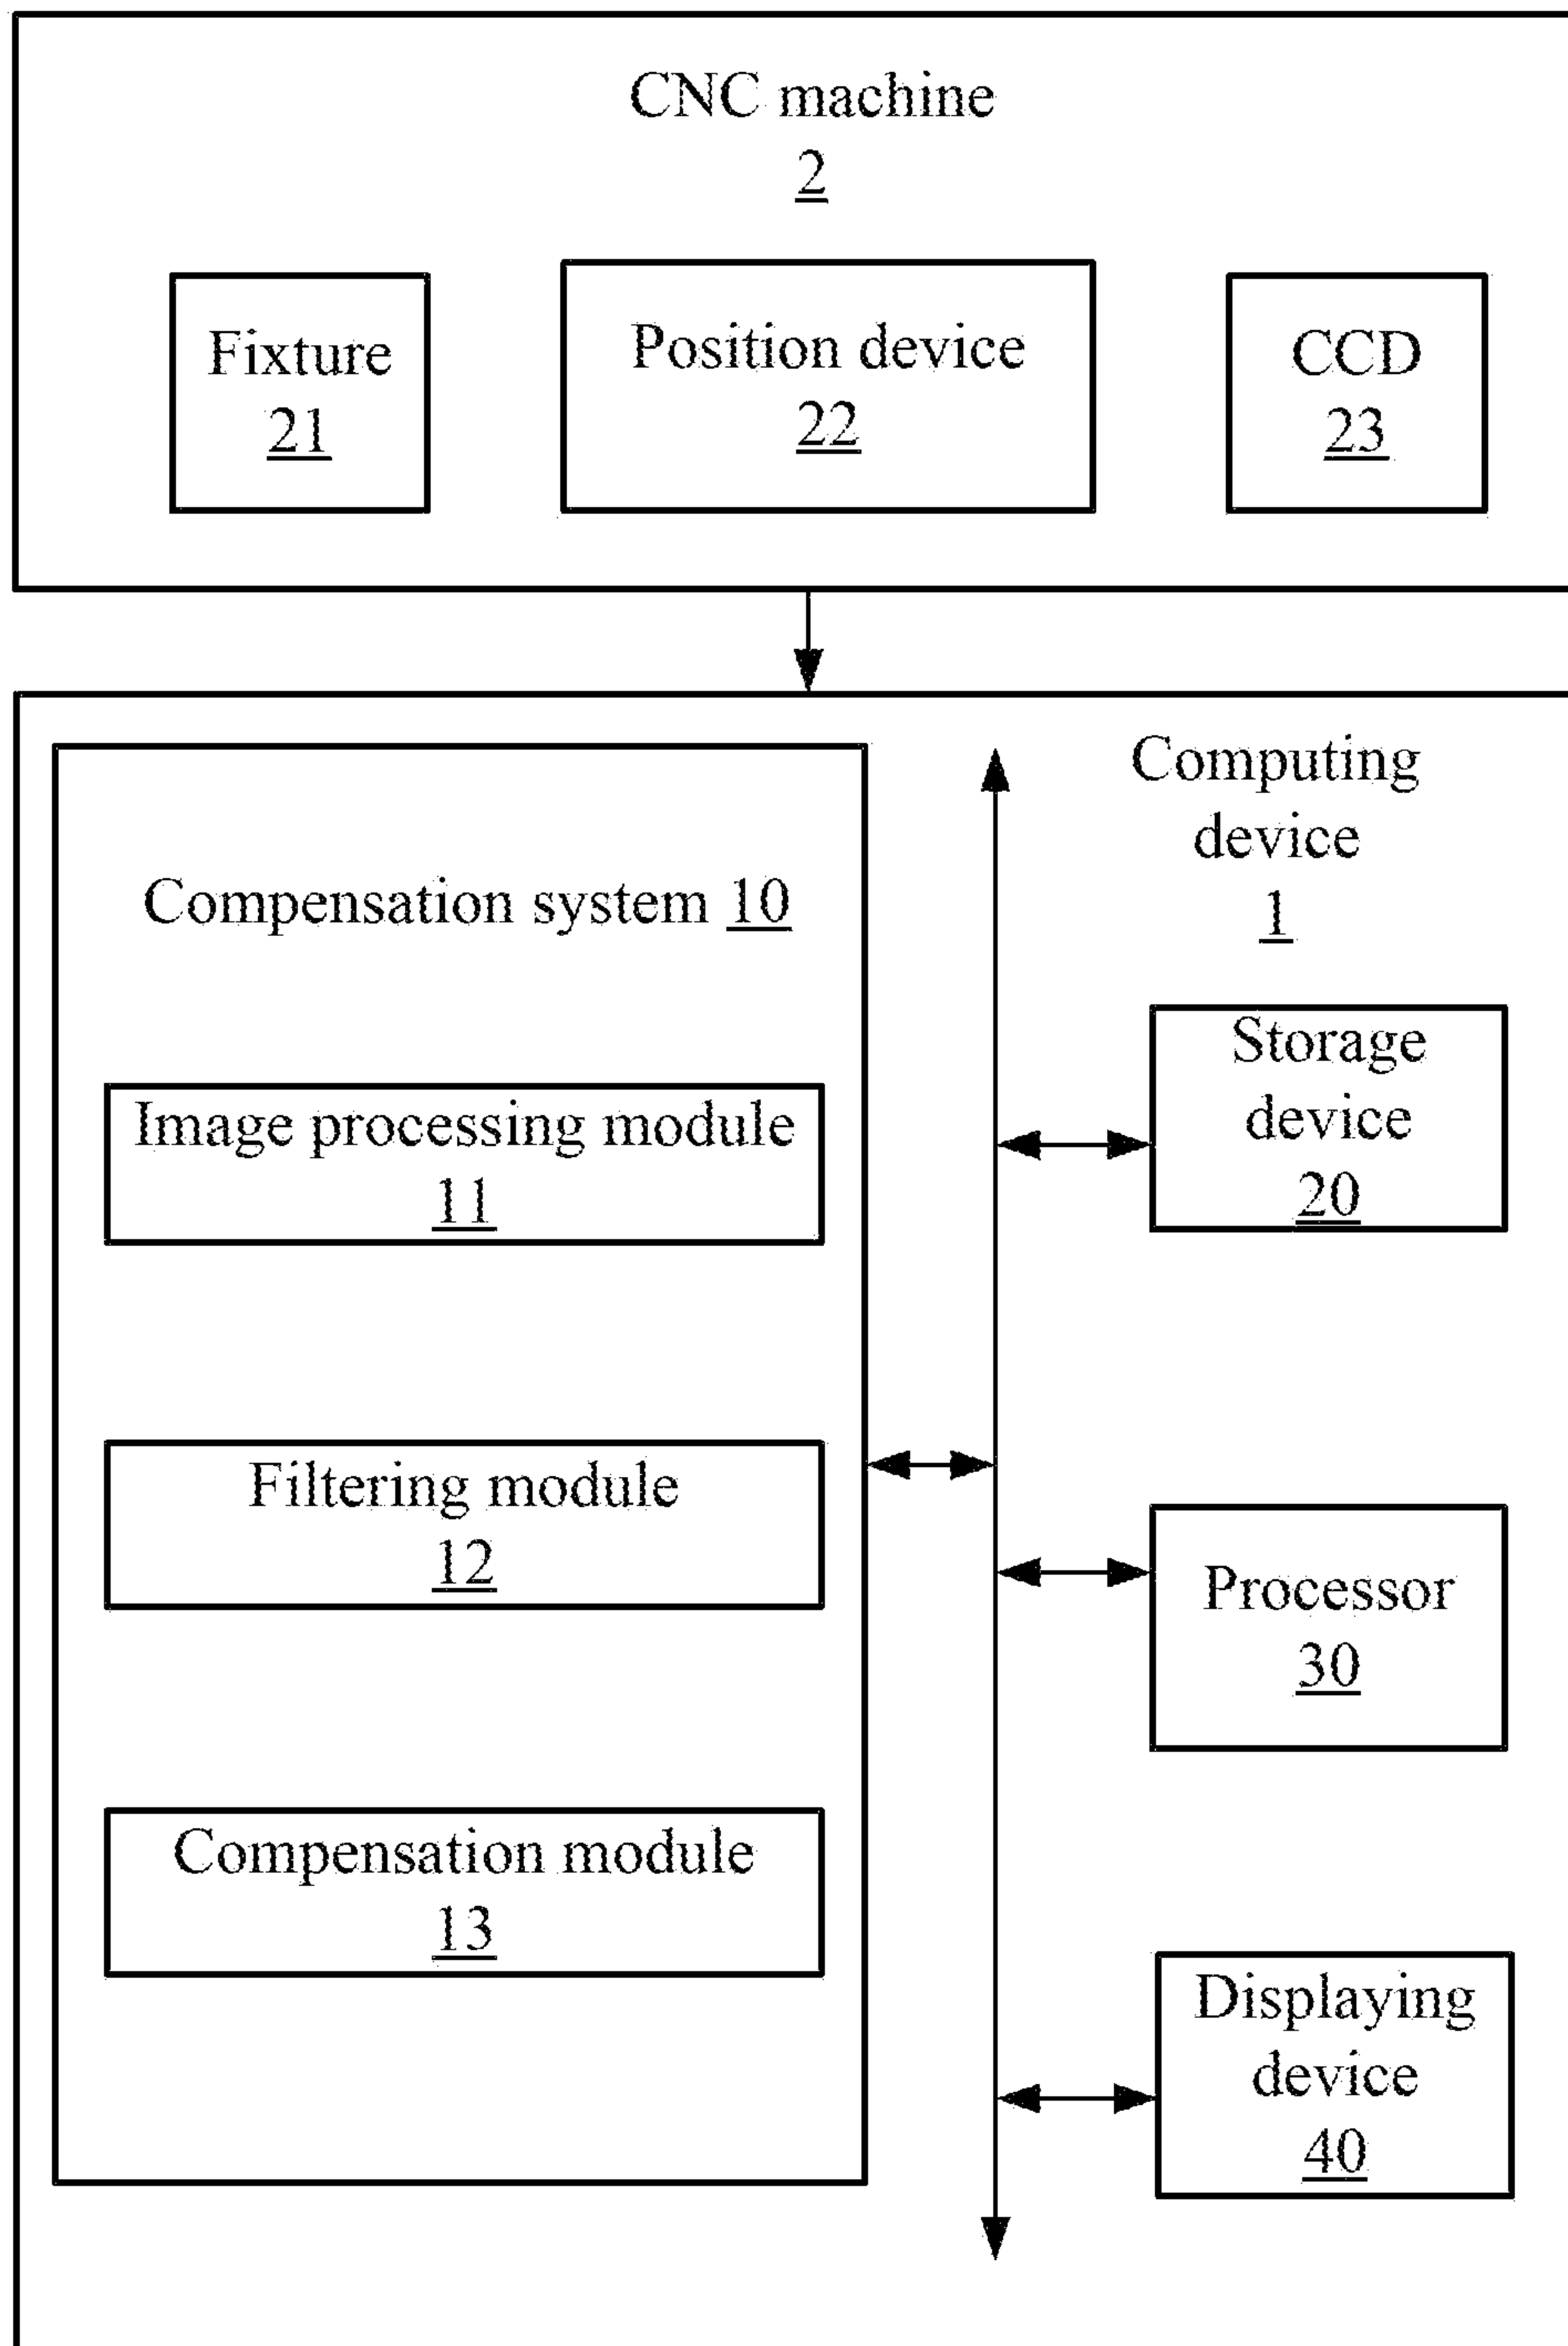 CNC machine
2
Fixture
21
Position device
22
CCD
23
Computing
device
1
Compensation system 10
Image processing module
11
Filtering module
12
Compensation module
13
Storage
device
20
Processor
30
Displaying
device
40